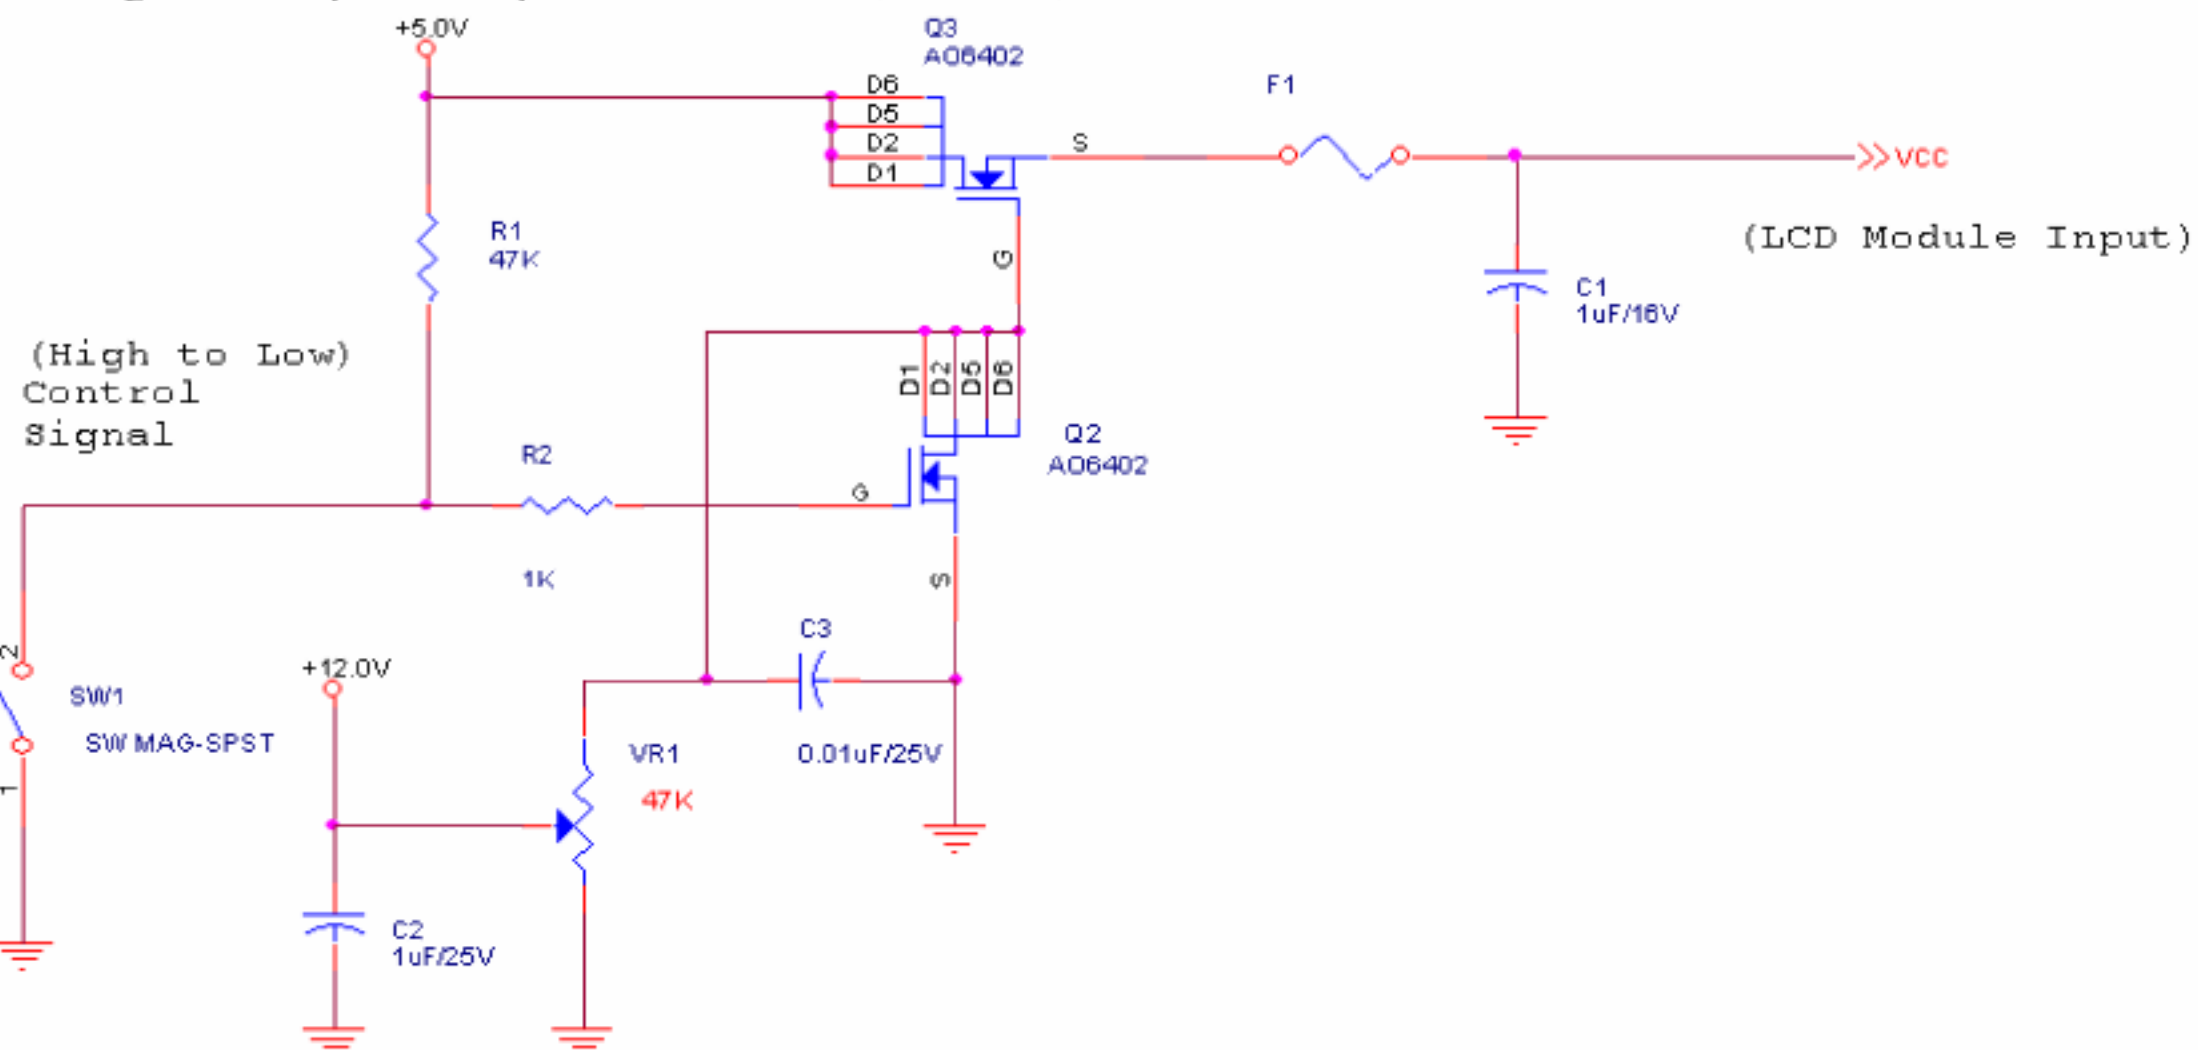 +5.0V
Q3
AO6402
D6
D5
D2
D1
S
G
F1
VCC
(LCD Module Input)
R1
47K
C1
1uF/16V
(High to Low)
Control
Signal
D1
D2
D5
D6
Q2
AO6402
R2
1K
G
S
2
SW1
SW MAG-SPST
1
+12.0V
C3
0.01uF/25V
VR1
47K
C2
1uF/25V